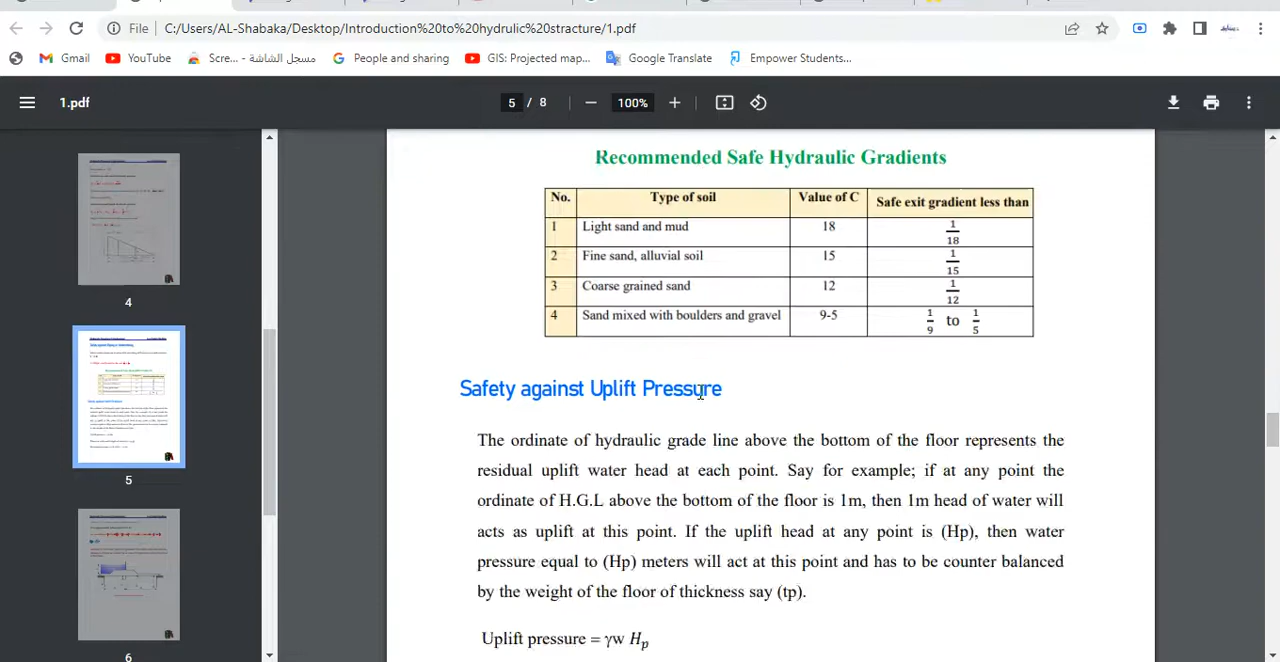 File C:/Users/AL-Shabaka/Desktop/Introduction%20to%20hydrulic%20stracture/1.pdf
Gmail YouTube Scre... - مسجل الشاشة People and sharing GIS: Projected map... Google Translate Empower Students...
1.pdf 5 / 8 100%
4
5
6
Recommended Safe Hydraulic Gradients
No. Type of soil Value of C Safe exit gradient less than
1 Light sand and mud 18 1/18
2 Fine sand, alluvial soil 15 1/15
3 Coarse grained sand 12 1/12
4 Sand mixed with boulders and gravel 9-5 1/9 to 1/5
Safety against Uplift Pressure
The ordinate of hydraulic grade line above the bottom of the floor represents the
residual uplift water head at each point. Say for example; if at any point the
ordinate of H.G.L above the bottom of the floor is 1m, then 1m head of water will
acts as uplift at this point. If the uplift head at any point is (Hp), then water
pressure equal to (Hp) meters will act at this point and has to be counter balanced
by the weight of the floor of thickness say (tp).
Uplift pressure = γw Hp